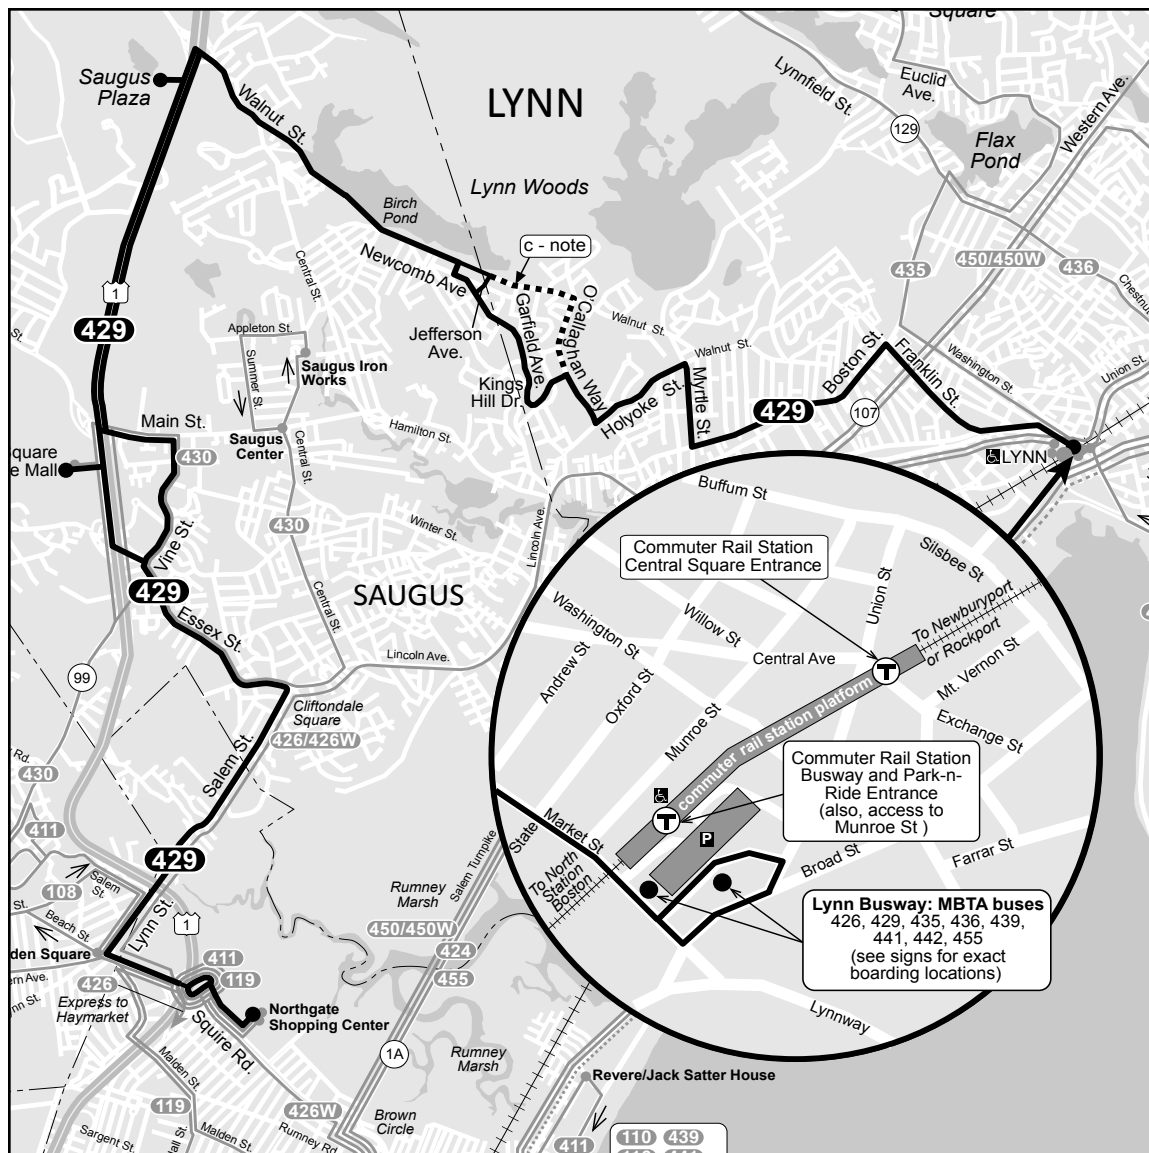 Square
LYNN
Lynn Woods
Saugus
Plaza
Walnut St.
Birch
Pond
Lynnfield St.
Euclid
Ave.
129
Flax
Pond
Western Ave.
c - note
Newcomb Ave
Jefferson
Ave.
Garfield Ave.
O'Callaghan Way
Kings
Hill Dr.
Walnut St.
Walnut St.
Holyoke St.
Myrtle St.
429
Boston St.
Franklin St.
107
435
450/450W
436
Chestnut
Washington St.
Union St.
LYNN
1
429
Central St.
Appleton St.
Summer St.
Saugus Iron
Works
Saugus
Center
Hamilton St.
Central St.
Main St.
430
quare
e Mall
St.
Vine St.
429
Essex St.
430
Winter St.
Lincoln Ave.
SAUGUS
Central St.
Lincoln Ave.
Cliftondale
Square
426/426W
99
Rd.
430
411
Salem St.
429
108
Salem
St.
St.
Beach St.
Lynn St.
den Square
1
411
119
426
Express to
Haymarket
Squire Rd.
Northgate
Shopping Center
ern Ave.
nn St.
Malden St.
119
Sargent St.
Malden St.
426W
Rumney Rd.
Rumney
Marsh
450/450W
424
455
Salem Turnpike
1A
Rumney
Marsh
Brown
Circle
Revere/Jack Satter House
411
110 439
Buffum St
Silsbee St
Commuter Rail Station
Central Square Entrance
Union St
To Newburyport
or Rockport
Washington St
Willow St
Central Ave
Andrew St
Oxford St
Munroe St
Mt. Vernon St
Exchange St
commuter rail station platform
T
T
P
Commuter Rail Station
Busway and Park-n-
Ride Entrance
(also, access to
Munroe St )
Market St
State
To North
Station
Boston
Broad St
Farrar St
Lynn Busway: MBTA buses
426, 429, 435, 436, 439,
441, 442, 455
(see signs for exact
boarding locations)
Lynnway